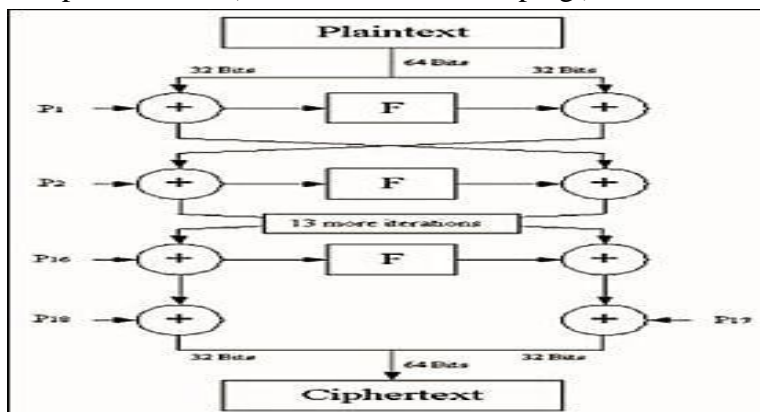 Plaintext
32 Bits 64 Bits 32 Bits
P1 + F +
P2 + F +
13 more iterations
P16 + F +
P18 + + P17
32 Bits 64 Bits 32 Bits
Ciphertext